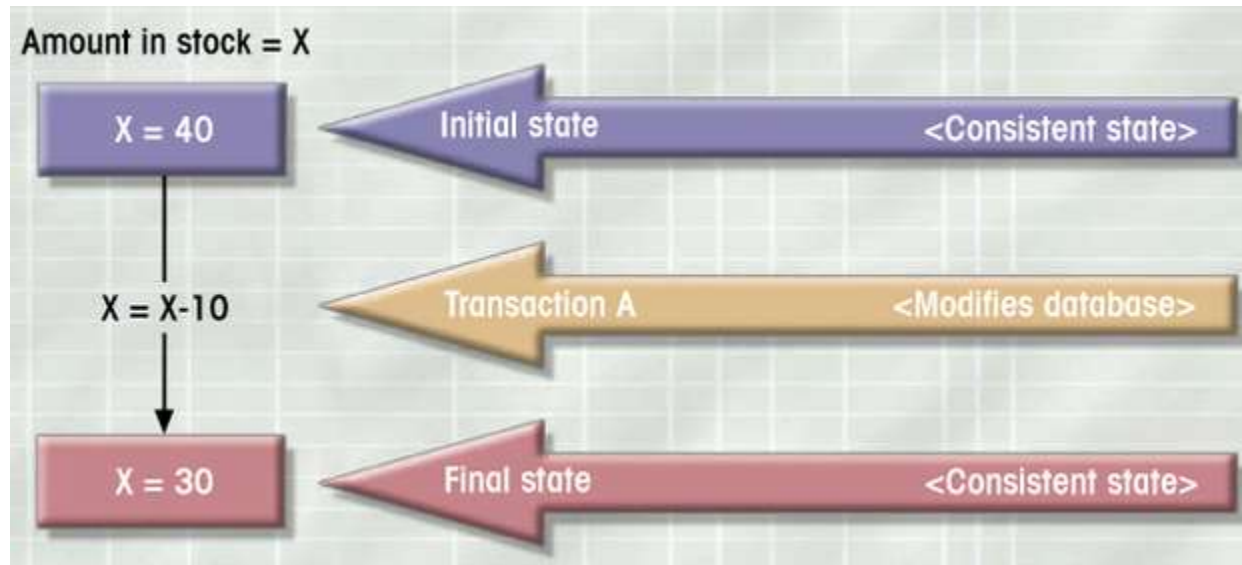 Amount in stock = X
X = 40
Initial state
<Consistent state>
X = X-10
Transaction A
<Modifies database>
X = 30
Final state
<Consistent state>